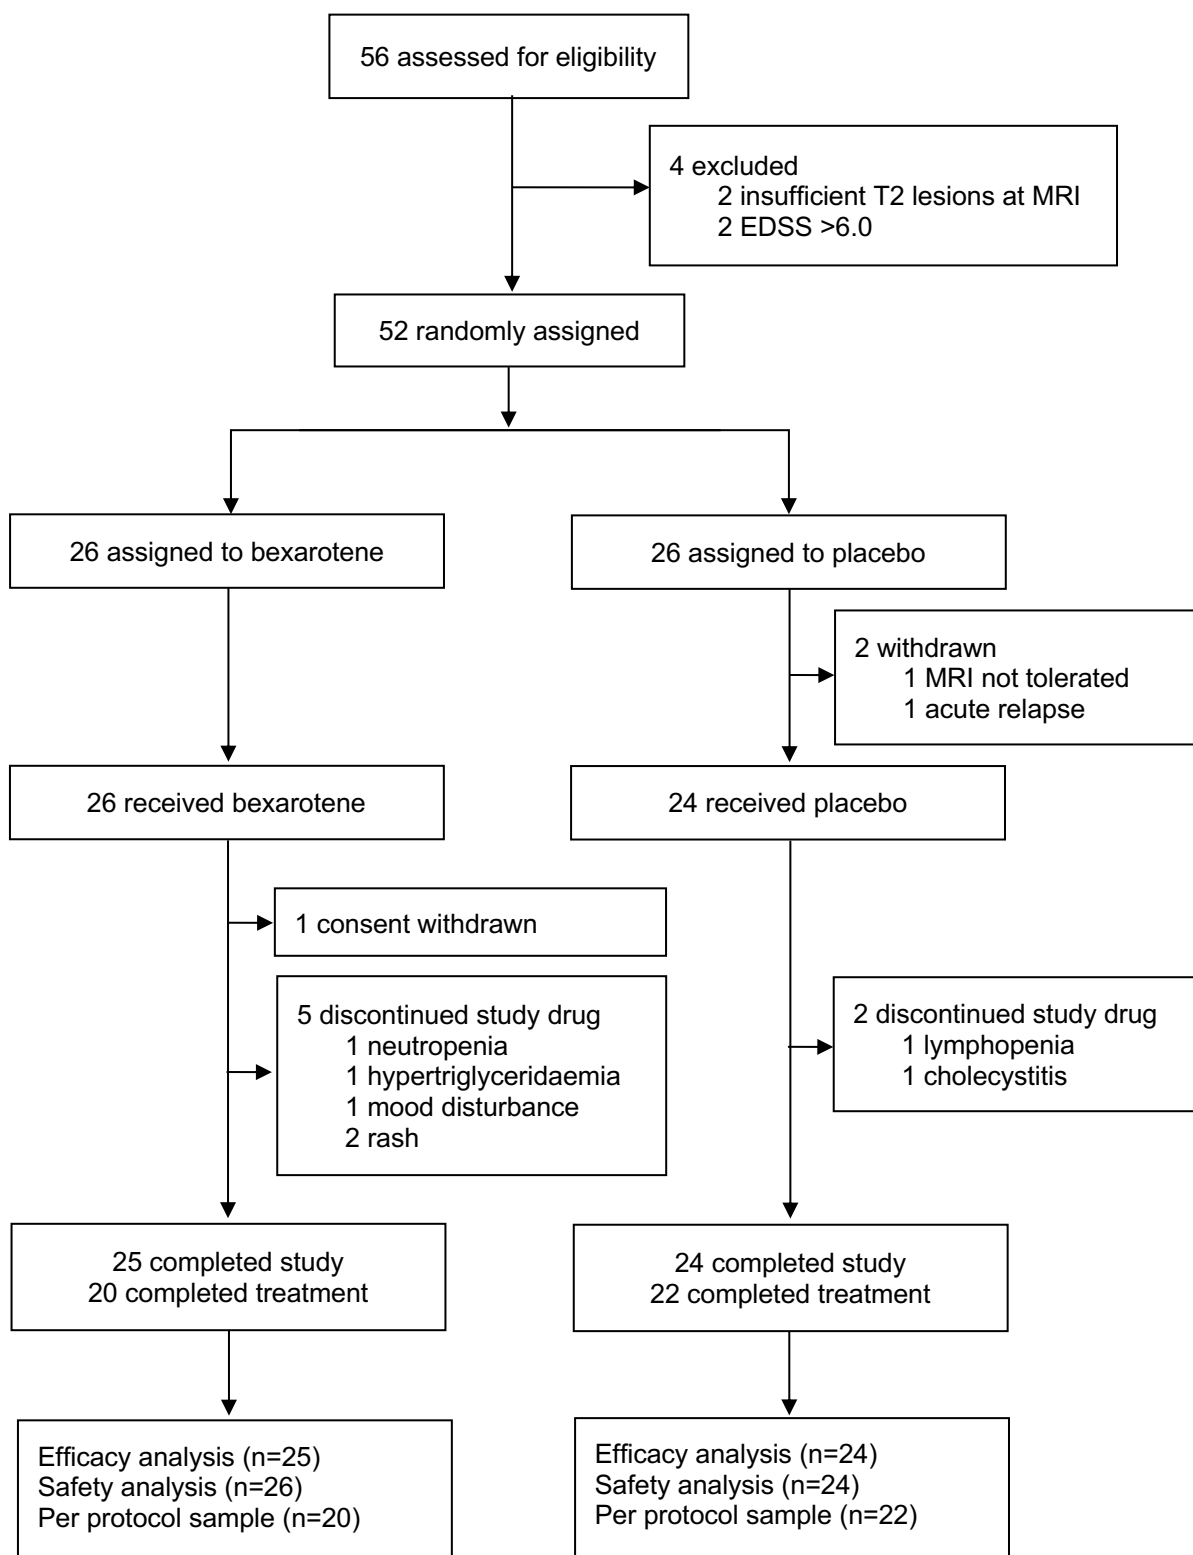 56 assessed for eligibility
4 excluded
2 insufficient T2 lesions at MRI
2 EDSS >6.0
52 randomly assigned
26 assigned to bexarotene
26 assigned to placebo
2 withdrawn
1 MRI not tolerated
1 acute relapse
26 received bexarotene
24 received placebo
1 consent withdrawn
5 discontinued study drug
1 neutropenia
1 hypertriglyceridaemia
1 mood disturbance
2 rash
2 discontinued study drug
1 lymphopenia
1 cholecystitis
25 completed study
20 completed treatment
24 completed study
22 completed treatment
Efficacy analysis (n=25)
Safety analysis (n=26)
Per protocol sample (n=20)
Efficacy analysis (n=24)
Safety analysis (n=24)
Per protocol sample (n=22)